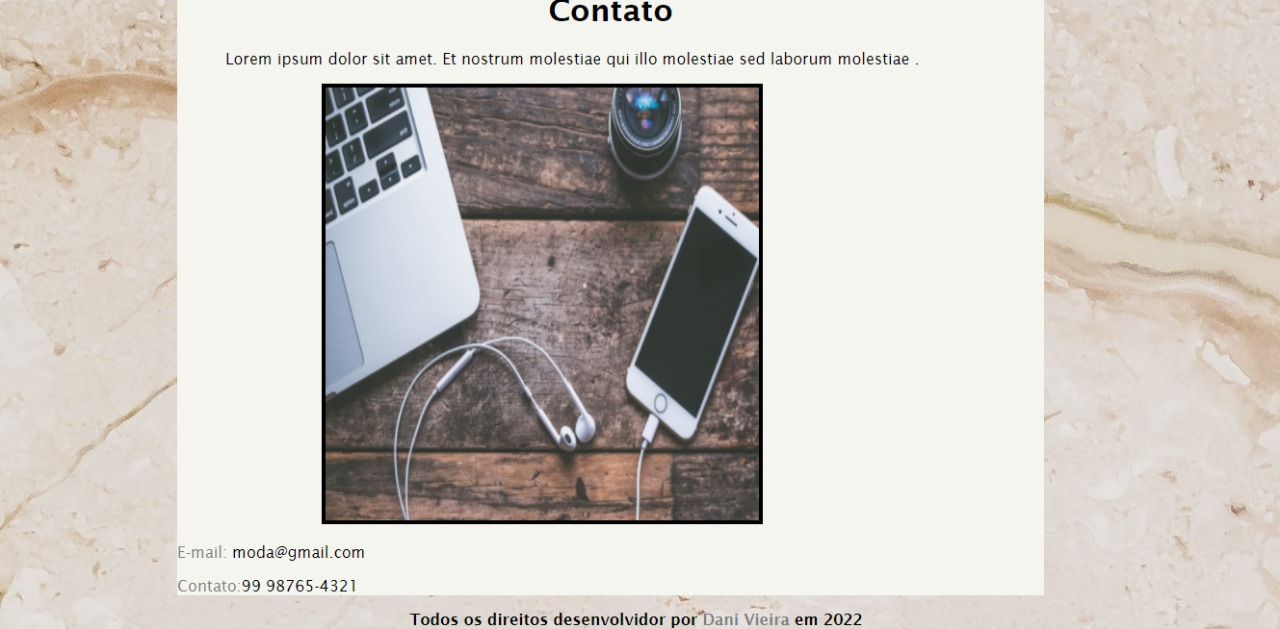 Contato
Lorem ipsum dolor sit amet. Et nostrum molestiae qui illo molestiae sed laborum molestiae .
E-mail: moda@gmail.com
Contato:99 98765-4321
Todos os direitos desenvolvido por Dani Vieira em 2022